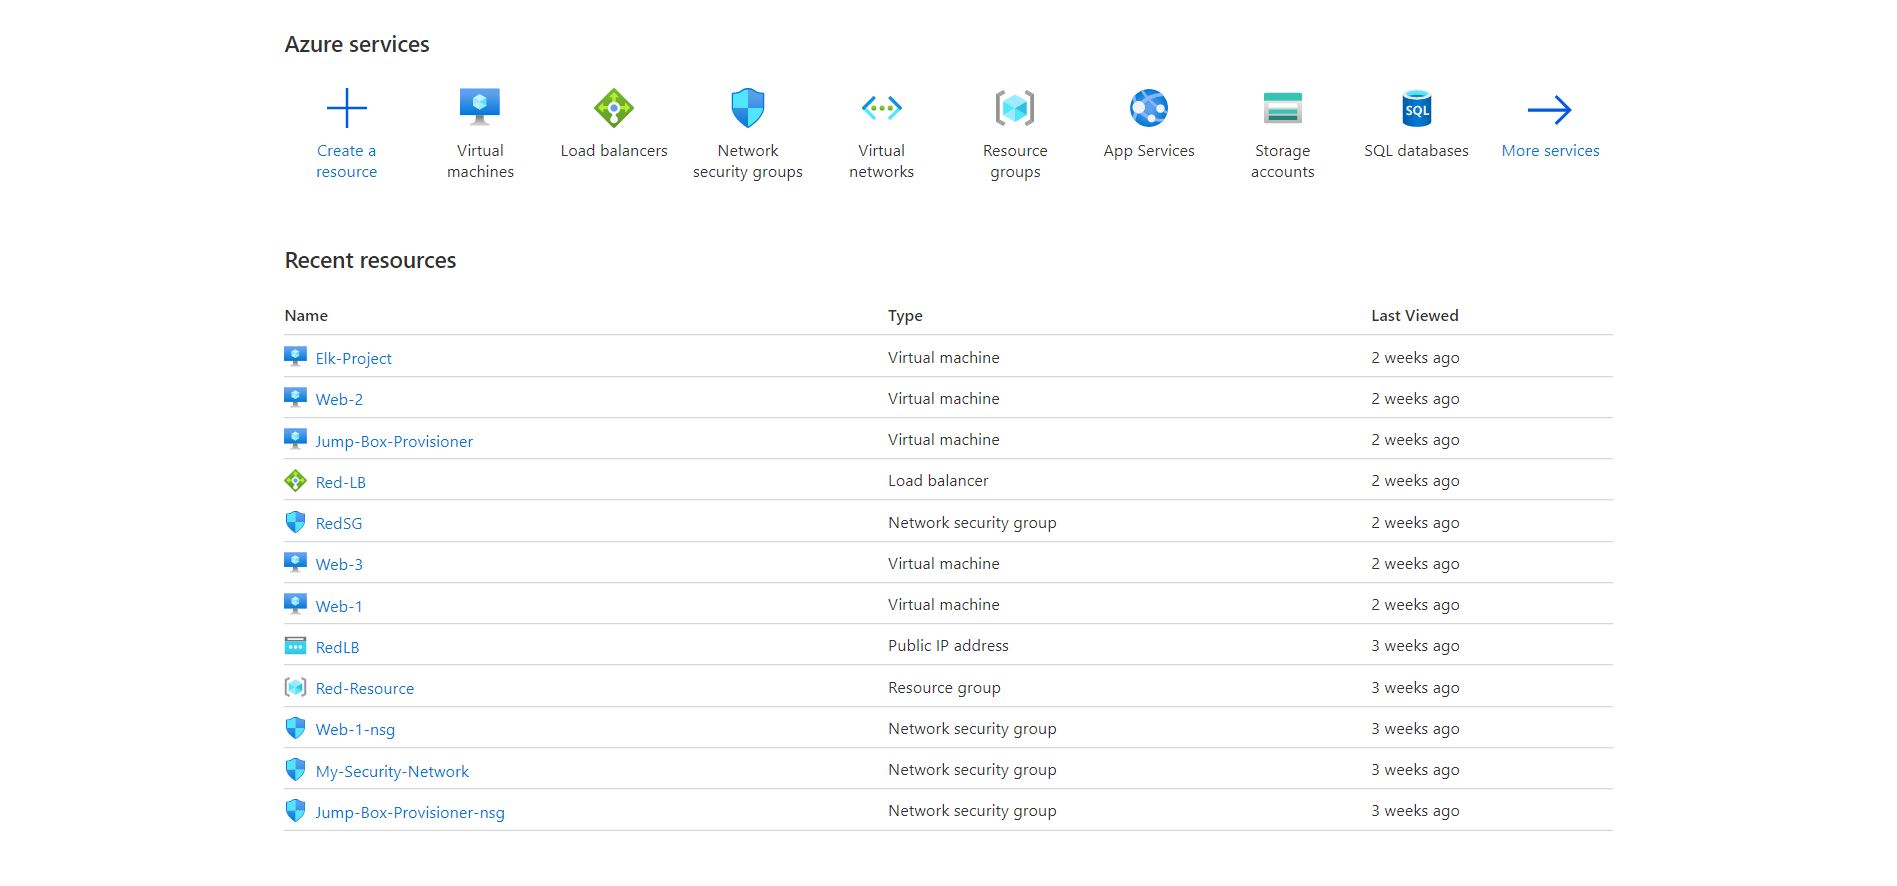 Azure services
Create a resource
Virtual machines
Load balancers
Network security groups
Virtual networks
Resource groups
App Services
Storage accounts
SQL
SQL databases
More services
Recent resources
Name Type Last Viewed
Elk-Project Virtual machine 2 weeks ago
Web-2 Virtual machine 2 weeks ago
Jump-Box-Provisioner Virtual machine 2 weeks ago
Red-LB Load balancer 2 weeks ago
RedSG Network security group 2 weeks ago
Web-3 Virtual machine 2 weeks ago
Web-1 Virtual machine 2 weeks ago
RedLB Public IP address 3 weeks ago
Red-Resource Resource group 3 weeks ago
Web-1-nsg Network security group 3 weeks ago
My-Security-Network Network security group 3 weeks ago
Jump-Box-Provisioner-nsg Network security group 3 weeks ago